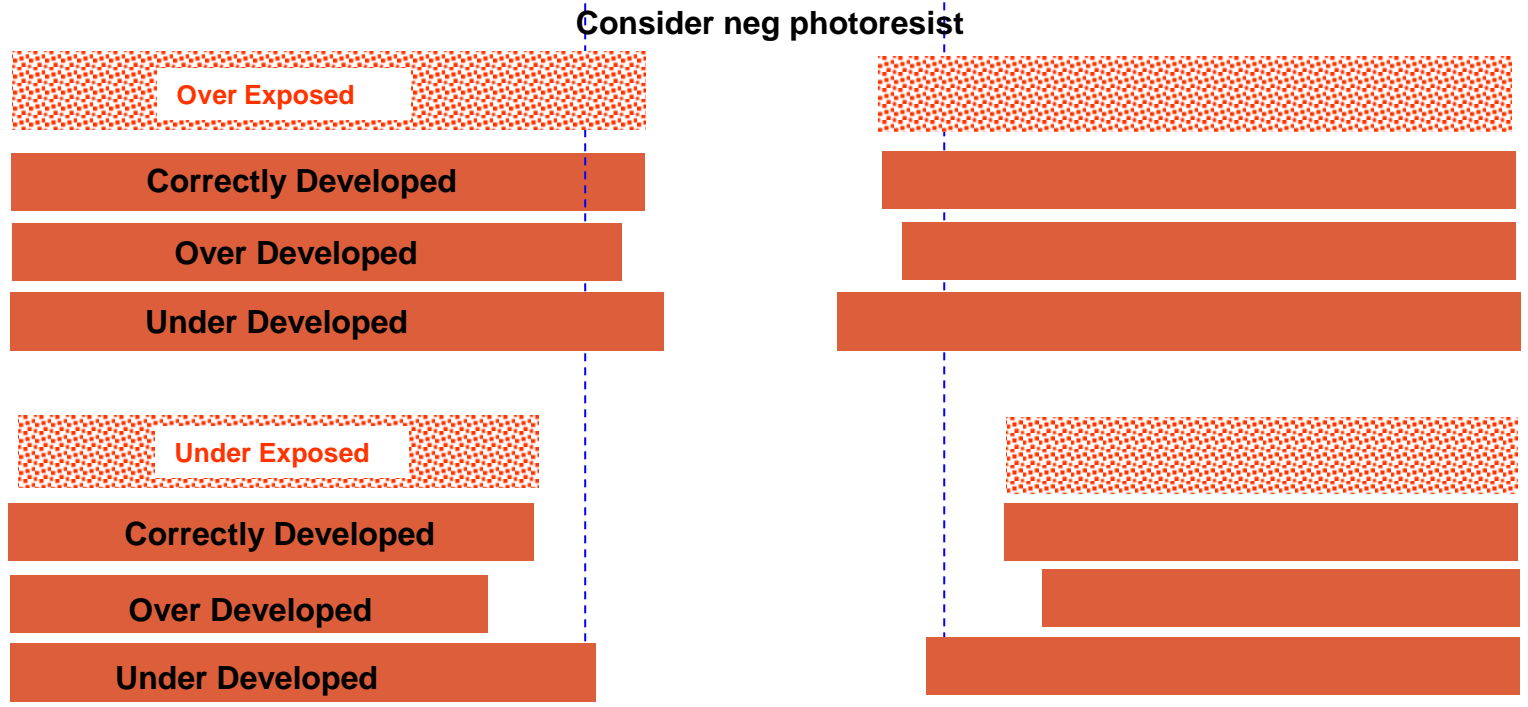 Consider neg photoresist
Over Exposed
Correctly Developed
Over Developed
Under Developed
Under Exposed
Correctly Developed
Over Developed
Under Developed